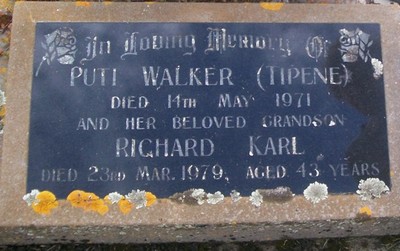 In Loving Memory Of
PUTI WALKER (TIPENE)
DIED 14TH MAY 1971
AND HER BELOVED GRANDSON
RICHARD KARL
DIED 23RD MAR. 1979, AGED 43 YEARS